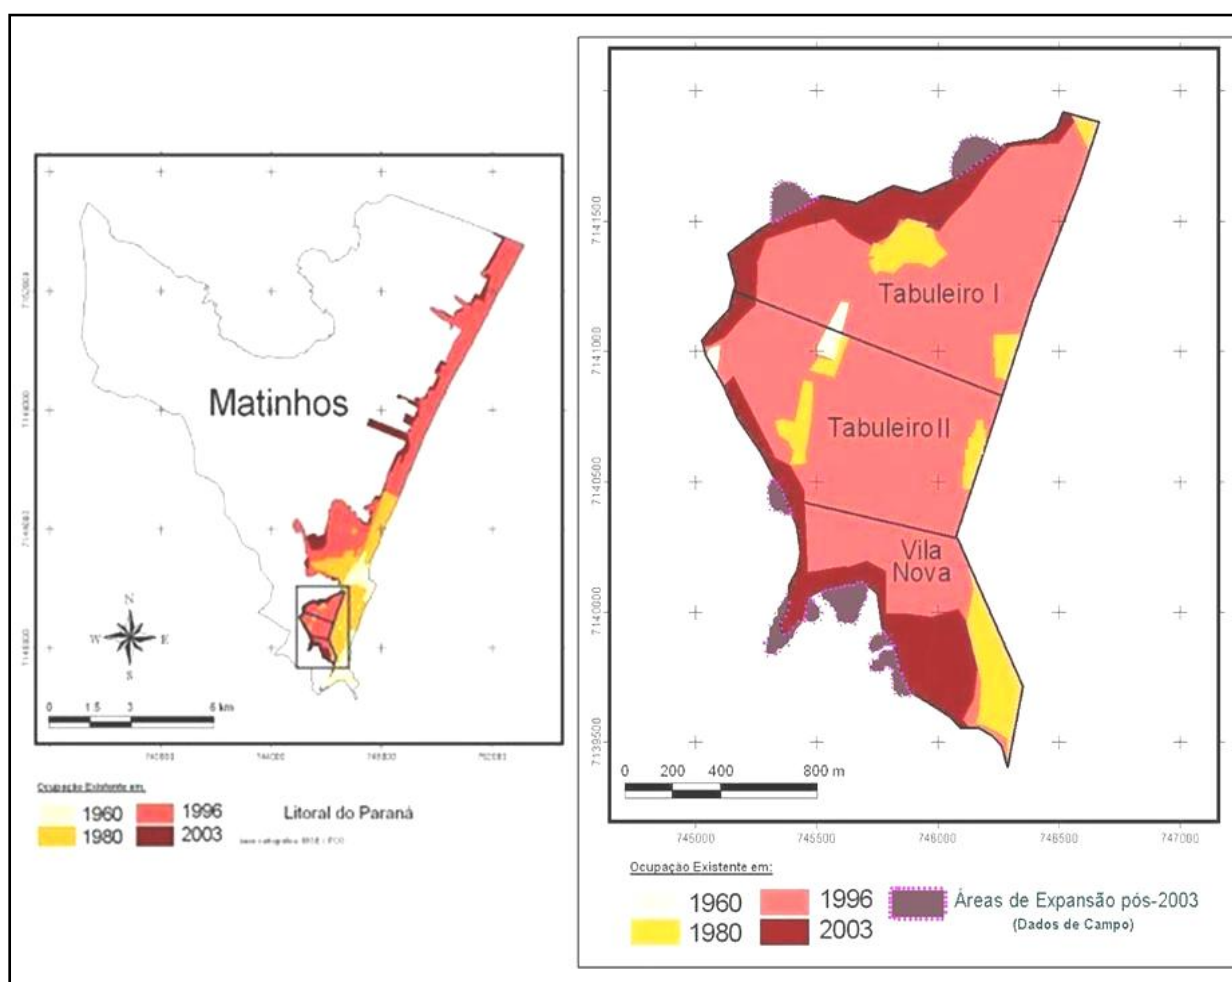 Matinhos
N
W
E
S
0 1.5 3 6 km
744000
Ocupação Existente em:
1960
1996
1980
2003
Litoral do Paraná
7141500
7141000
7140500
7140000
7139500
Tabuleiro I
Tabuleiro II
Vila
Nova
0 200 400 800 m
745000 745500 746000 746500 747000
Ocupação Existente em:
1960
1996
1980
2003
Áreas de Expansão pós-2003
(Dados de Campo)